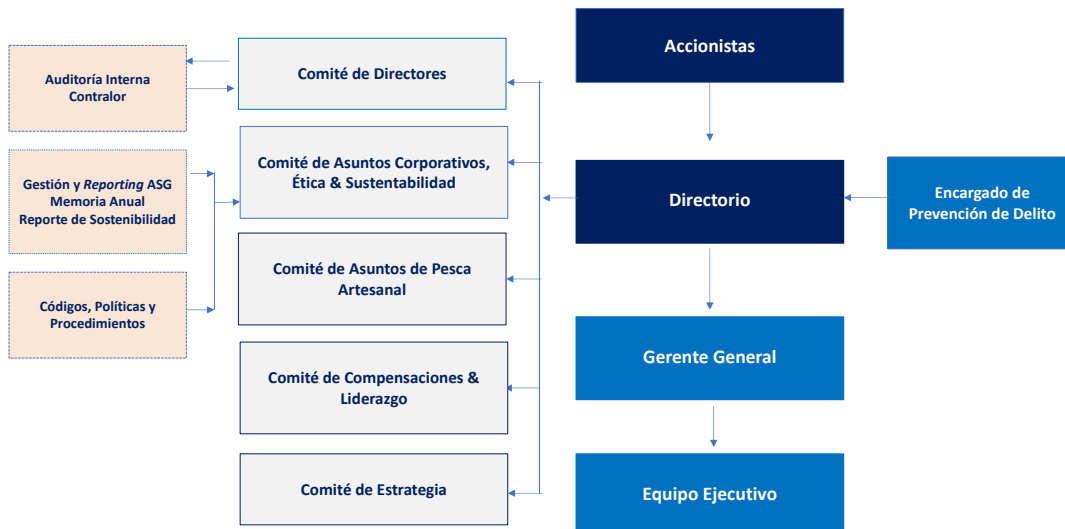 Accionistas
Auditoría Interna
Contralor
Comité de Directores
Comité de Asuntos Corporativos,
Ética & Sustentabilidad
Gestión y Reporting ASG
Memoria Anual
Reporte de Sostenibilidad
Directorio
Encargado de
Prevención de Delito
Comité de Asuntos de Pesca
Artesanal
Códigos, Políticas y
Procedimientos
Gerente General
Comité de Compensaciones &
Liderazgo
Comité de Estrategia
Equipo Ejecutivo